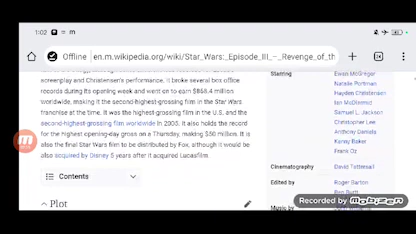 1:02
Offline en.m.wikipedia.org/wiki/Star_Wars:_Episode_III_–_Revenge_of_th
screenplay and Christensen's performance. It broke several box office
records during its opening week and went on to earn $868.4 million
worldwide, making it the second-highest-grossing film in the Star Wars
franchise at the time. It was the highest-grossing film in the U.S. and
the second-highest-grossing film worldwide in 2005. It also holds the record
for the highest opening-day gross on a Thursday, making $50 million. It is
also the final Star Wars film to be distributed by Fox, although it would be
also acquired by Disney 5 years after it acquired Lucasfilm.
Contents
Plot
Starring
Ewan McGregor
Natalie Portman
Hayden Christensen
Ian McDiarmid
Samuel L. Jackson
Christopher Lee
Anthony Daniels
Kenny Baker
Frank Oz
Cinematography
David Tattersall
Edited by
Roger Barton
Ben Burtt
Music by
Recorded by mobizen